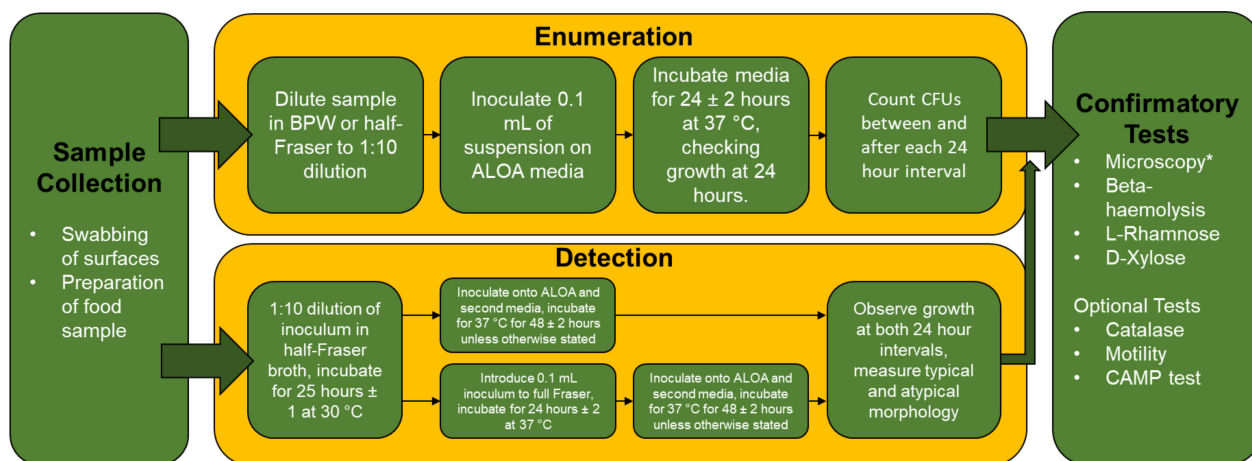 Sample
Collection
• Swabbing
of surfaces
• Preparation
of food
sample
Enumeration
Dilute sample
in BPW or half-
Fraser to 1:10
dilution
Inoculate 0.1
mL of
suspension on
ALOA media
Incubate media
for 24 ± 2 hours
at 37 °C,
checking
growth at 24
hours.
Count CFUs
between and
after each 24
hour interval
Detection
1:10 dilution of
inoculum in
half-Fraser
broth, incubate
for 25 hours ±
1 at 30 °C
Inoculate onto ALOA and
second media, incubate
for 37 °C for 48 ± 2 hours
unless otherwise stated
Introduce 0.1 mL
inoculum to full Fraser,
incubate for 24 hours ± 2
at 37 °C
Inoculate onto ALOA and
second media, incubate
for 37 °C for 48 ± 2 hours
unless otherwise stated
Observe growth
at both 24 hour
intervals,
measure typical
and atypical
morphology
Confirmatory
Tests
• Microscopy*
• Beta-
haemolysis
• L-Rhamnose
• D-Xylose
Optional Tests
• Catalase
• Motility
• CAMP test